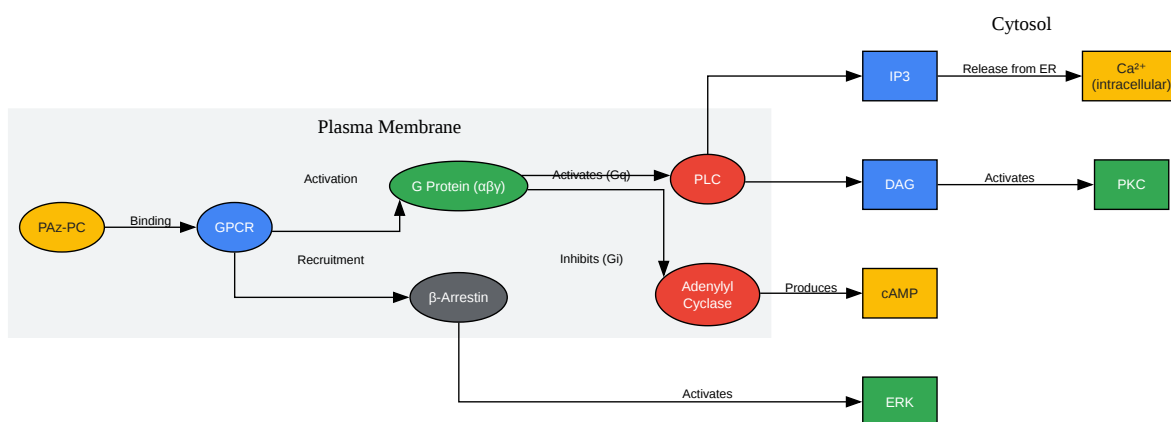 Cytosol
IP3
Release from ER
Ca²⁺
(intracellular)
Plasma Membrane
Activation
G Protein (αβγ)
Activates (Gq)
PLC
DAG
Activates
PKC
PAz-PC
Binding
GPCR
Recruitment
Inhibits (Gi)
β-Arrestin
Adenylyl
Cyclase
Produces
cAMP
Activates
ERK